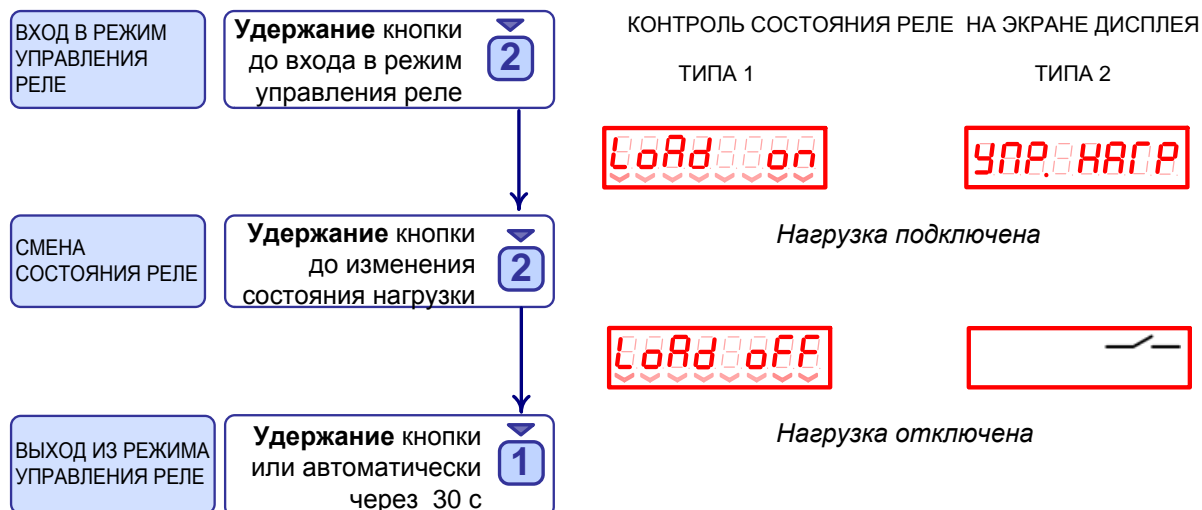 ВХОД В РЕЖИМ
УПРАВЛЕНИЯ
РЕЛЕ
Удержание кнопки
до входа в режим
управления реле
2
СМЕНА
СОСТОЯНИЯ РЕЛЕ
Удержание кнопки
до изменения
состояния нагрузки
2
ВЫХОД ИЗ РЕЖИМА
УПРАВЛЕНИЯ РЕЛЕ
Удержание кнопки
или автоматически
через 30 с
1
КОНТРОЛЬ СОСТОЯНИЯ РЕЛЕ НА ЭКРАНЕ ДИСПЛЕЯ
ТИПА 1
ТИПА 2
LoAd on
УПР. НАГР
Нагрузка подключена
LoAd oFF
Нагрузка отключена